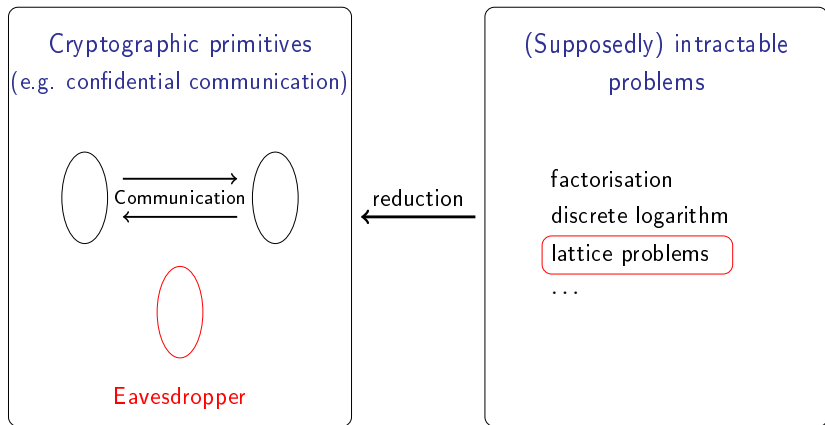 Cryptographic primitives
(e.g. confidential communication)
Communication
Eavesdropper
reduction
(Supposedly) intractable
problems
factorisation
discrete logarithm
lattice problems
...